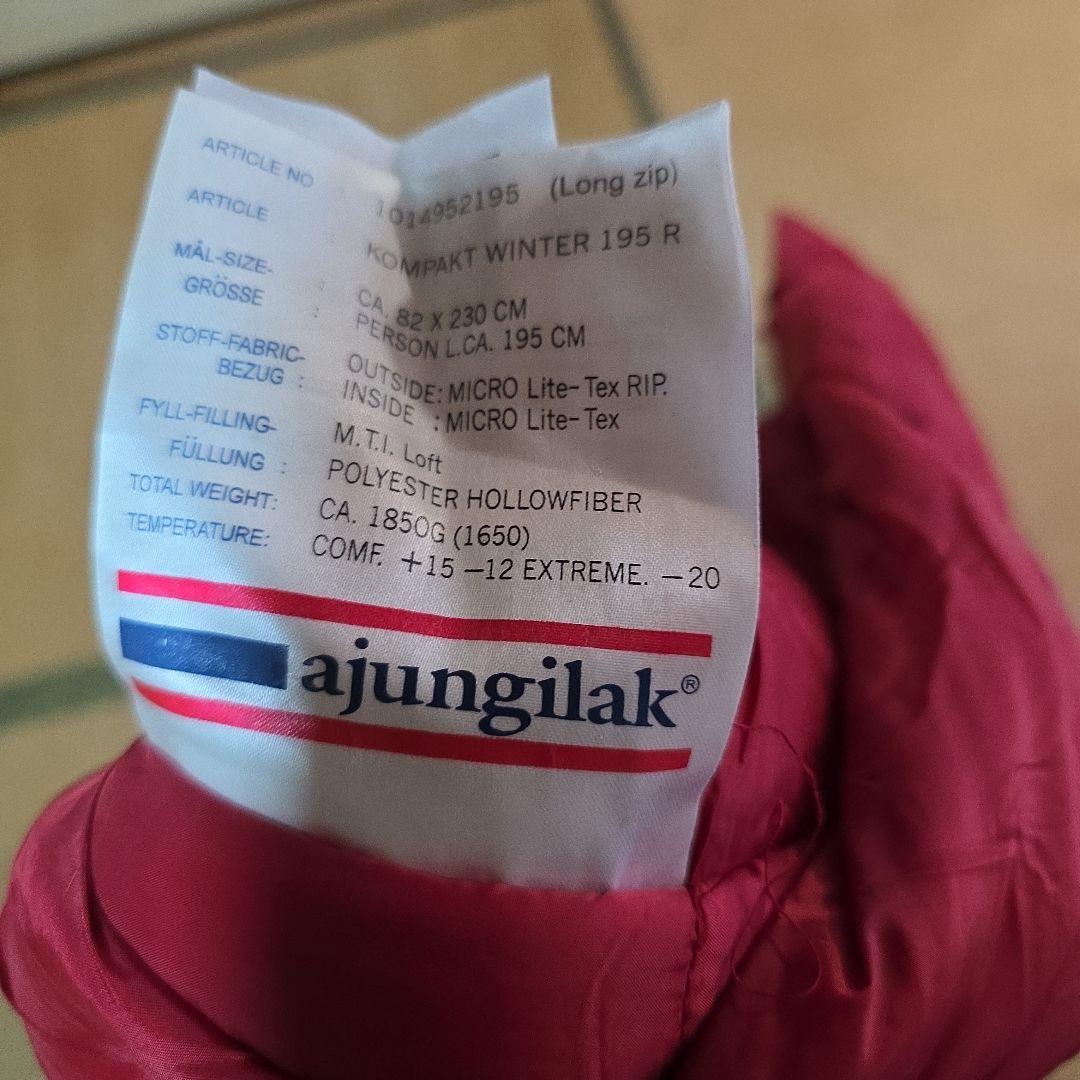 ARTICLE NO : 1014952195 (Long zip)
ARTICLE : KOMPAKT WINTER 195 R
MÅL-SIZE- : CA. 82 X 230 CM
GRÖSSE : PERSON L.CA. 195 CM
STOFF-FABRIC- OUTSIDE: MICRO Lite-Tex RIP.
BEZUG : INSIDE : MICRO Lite-Tex
FYLL-FILLING- M.T.I. Loft
FÜLLUNG : POLYESTER HOLLOWFIBER
TOTAL WEIGHT: CA. 1850G (1650)
TEMPERATURE: COMF. +15 –12 EXTREME. –20
ajungilak®